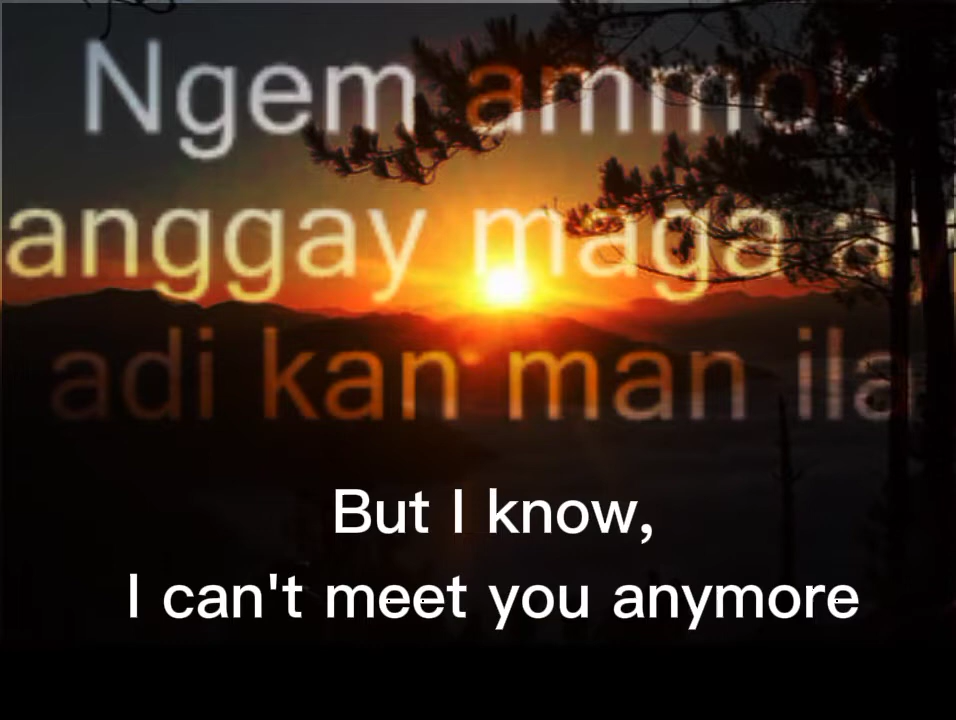 Ngem ammok
anggay maga
adi kan man ila
But I know,
I can't meet you anymore